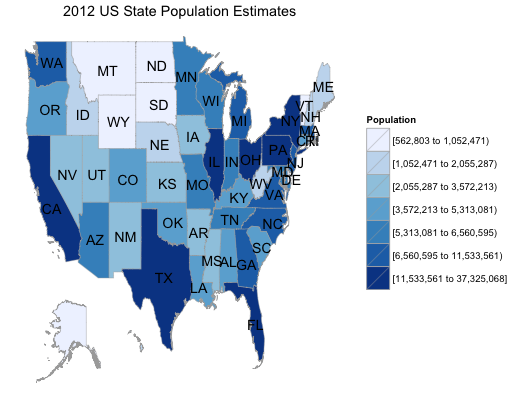 2012 US State Population Estimates
WA
MT
ND
MN
ME
OR
ID
SD
WI
MI
VT
NH
NY
MA
WY
CT
RI
IA
NE
PA
NJ
NV
UT
IL
IN
OH
MD
DE
CO
KS
MO
WV
VA
KY
CA
NC
TN
OK
AZ
NM
AR
SC
MS
AL
GA
TX
LA
FL
Population
[562,803 to 1,052,471)
[1,052,471 to 2,055,287)
[2,055,287 to 3,572,213)
[3,572,213 to 5,313,081)
[5,313,081 to 6,560,595)
[6,560,595 to 11,533,561)
[11,533,561 to 37,325,068]